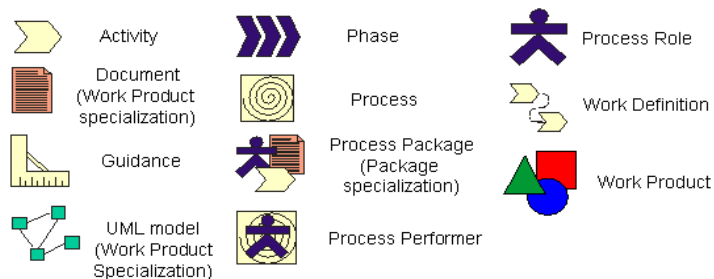 Activity
Document
(Work Product
specialization)
Guidance
UML model
(Work Product
Specialization)
Phase
Process
Process Package
(Package
specialization)
Process Performer
Process Role
Work Definition
Work Product